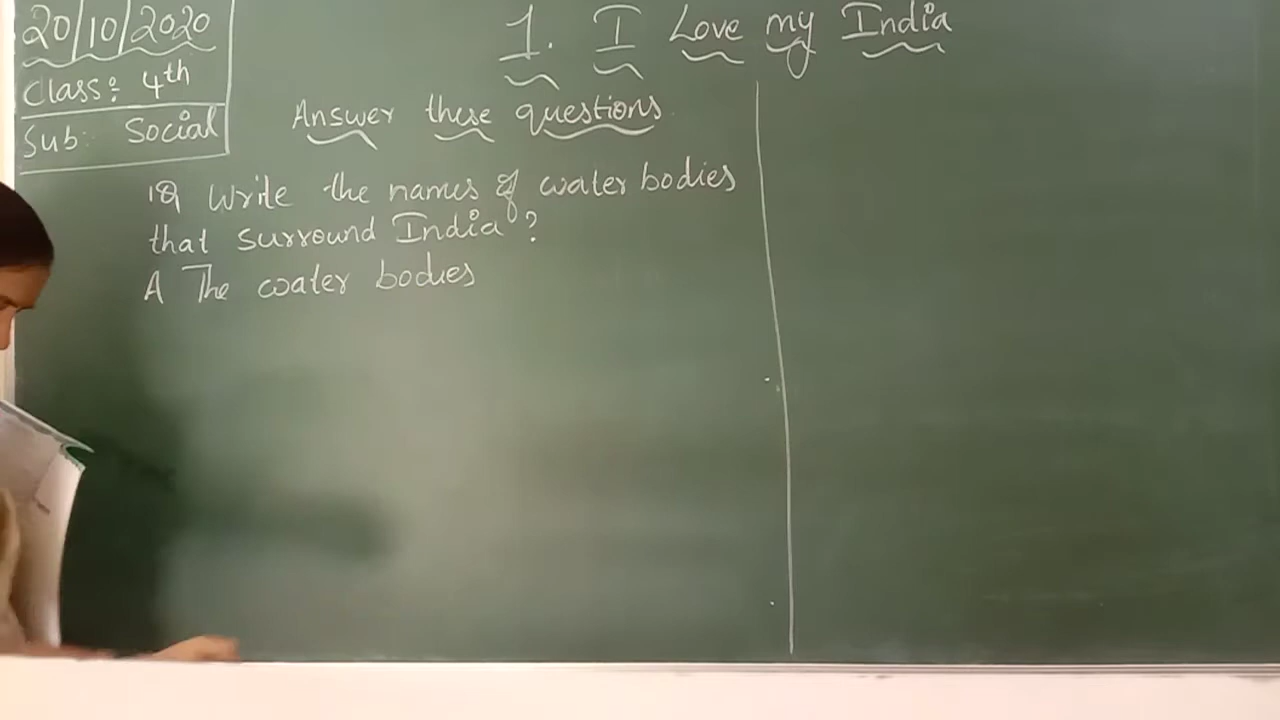 20/10/2020
Class: 4th
Sub: Social
1. I Love my India
Answer these questions
1Q Write the names of water bodies
that surround India?
A The water bodies